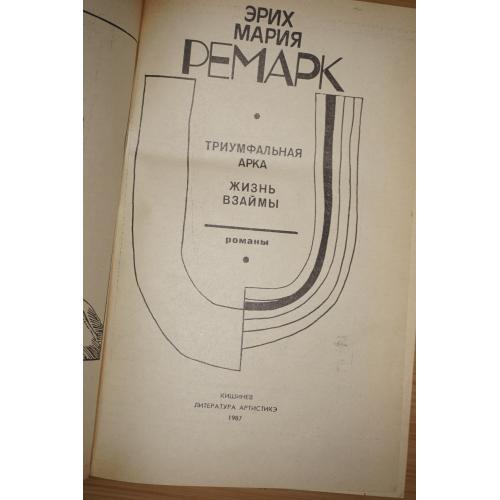 ЭРИХ
МАРИЯ
РЕМАРК
ТРИУМФАЛЬНАЯ
АРКА
ЖИЗНЬ
ВЗАЙМЫ
романы
КИШИНЕВ
ЛИТЕРАТУРА АРТИСТИКЭ
1987